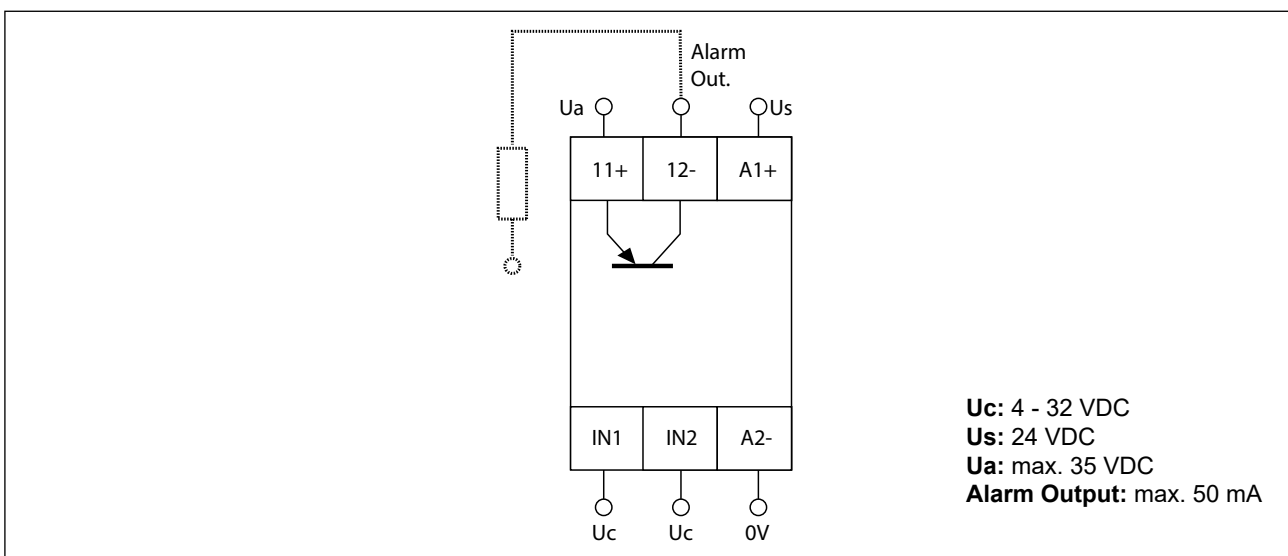 Alarm
Out.
Ua
Us
11+
12-
A1+
IN1
IN2
A2-
Uc
Uc
0V
Uc: 4 - 32 VDC
Us: 24 VDC
Ua: max. 35 VDC
Alarm Output: max. 50 mA